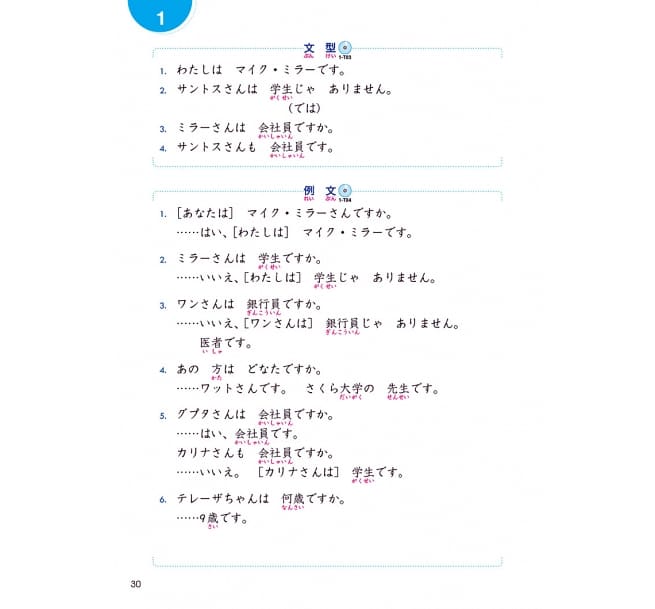 1
文型 1-T03
ぶん けい
1. わたしは マイク・ミラーです。
2. サントスさんは 学生じゃ ありません。
がくせい
（では）
3. ミラーさんは 会社員ですか。
かいしゃいん
4. サントスさんも 会社員です。
かいしゃいん
例文 1-T04
れい ぶん
1. ［あなたは］ マイク・ミラーさんですか。
……はい、［わたしは］ マイク・ミラーです。
2. ミラーさんは 学生ですか。
がくせい
……いいえ、［わたしは］ 学生じゃ ありません。
がくせい
3. ワンさんは 銀行員ですか。
ぎんこういん
……いいえ、［ワンさんは］ 銀行員じゃ ありません。
ぎんこういん
医者です。
いしゃ
4. あの 方は どなたですか。
かた
……ワットさんです。 さくら大学の 先生です。
だいがく せんせい
5. グプタさんは 会社員ですか。
かいしゃいん
……はい、会社員です。
かいしゃいん
カリナさんも 会社員ですか。
かいしゃいん
……いいえ。 ［カリナさんは］ 学生です。
がくせい
6. テレーザちゃんは 何歳ですか。
なんさい
……9歳です。
さい
30